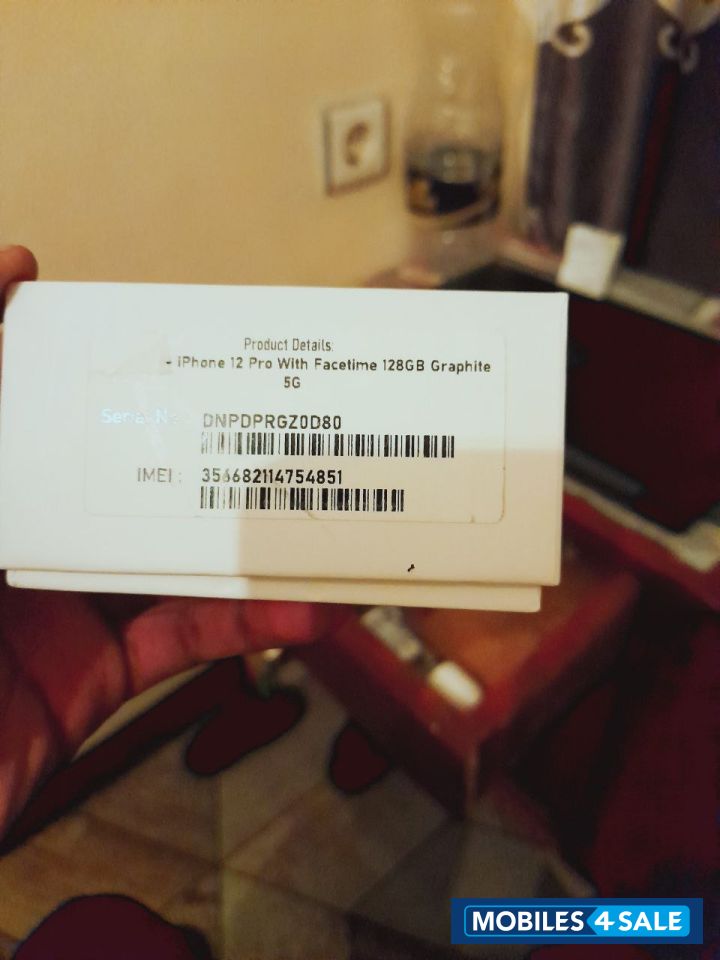 Product Details:
- iPhone 12 Pro With Facetime 128GB Graphite
5G
Serial No : DNPDPRGZ0D80
IMEI : 356682114754851
MOBILES 4 SALE